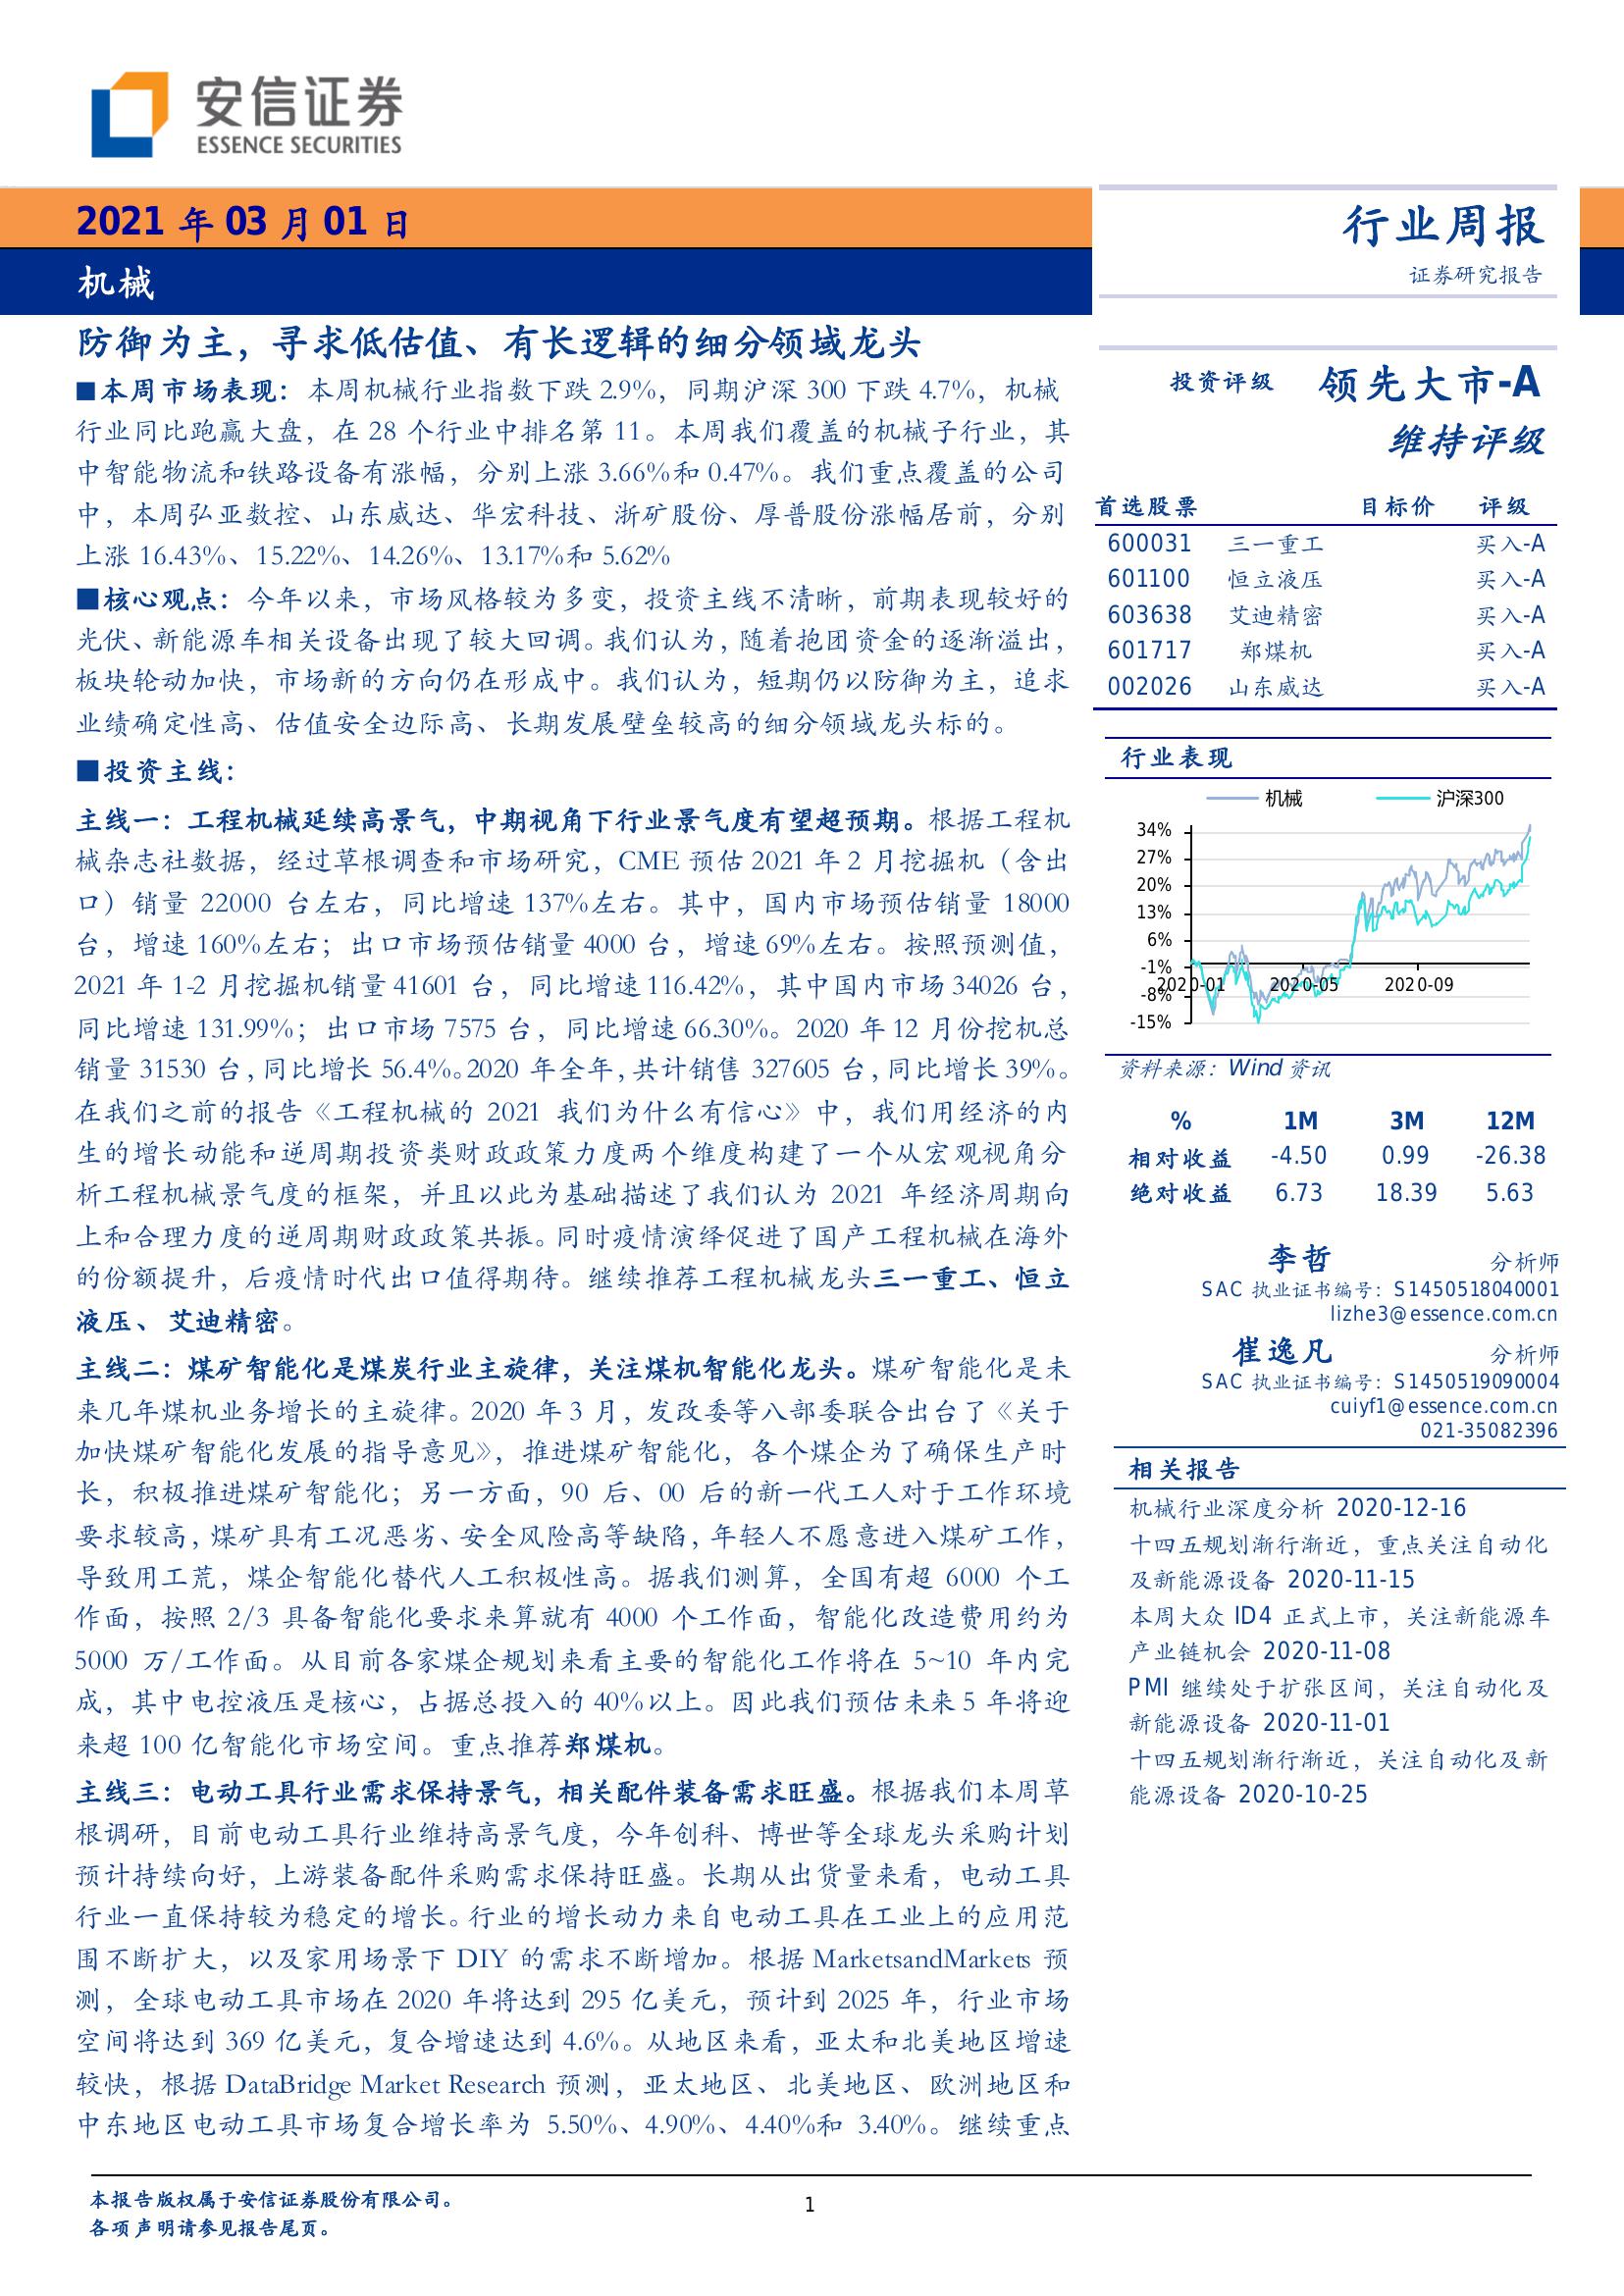 安信证券
ESSENCE SECURITIES
2021 年 03 月 01 日
机械
行业周报
证券研究报告
防御为主，寻求低估值、有长逻辑的细分领域龙头
■本周市场表现：本周机械行业指数下跌 2.9%，同期沪深 300 下跌 4.7%，机械
行业同比跑赢大盘，在 28 个行业中排名第 11。本周我们覆盖的机械子行业，其
中智能物流和铁路设备有涨幅，分别上涨 3.66%和 0.47%。我们重点覆盖的公司
中，本周弘亚数控、山东威达、华宏科技、浙矿股份、厚普股份涨幅居前，分别
上涨 16.43%、15.22%、14.26%、13.17%和 5.62%
■核心观点：今年以来，市场风格较为多变，投资主线不清晰，前期表现较好的
光伏、新能源车相关设备出现了较大回调。我们认为，随着抱团资金的逐渐溢出，
板块轮动加快，市场新的方向仍在形成中。我们认为，短期仍以防御为主，追求
业绩确定性高、估值安全边际高、长期发展壁垒较高的细分领域龙头标的。
■投资主线：
主线一：工程机械延续高景气，中期视角下行业景气度有望超预期。根据工程机
械杂志社数据，经过草根调查和市场研究，CME 预估 2021 年 2 月挖掘机（含出
口）销量 22000 台左右，同比增速 137%左右。其中，国内市场预估销量 18000
台，增速 160%左右；出口市场预估销量 4000 台，增速 69%左右。按照预测值，
2021 年 1-2 月挖掘机销量 41601 台，同比增速 116.42%，其中国内市场 34026 台，
同比增速 131.99%；出口市场 7575 台，同比增速 66.30%。2020 年 12 月份挖机总
销量 31530 台，同比增长 56.4%。2020 年全年，共计销售 327605 台，同比增长 39%。
在我们之前的报告《工程机械的 2021 我们为什么有信心》中，我们用经济的内
生的增长动能和逆周期投资类财政政策力度两个维度构建了一个从宏观视角分
析工程机械景气度的框架，并且以此为基础描述了我们认为 2021 年经济周期向
上和合理力度的逆周期财政政策共振。同时疫情演绎促进了国产工程机械在海外
的份额提升，后疫情时代出口值得期待。继续推荐工程机械龙头三一重工、恒立
液压、 艾迪精密。
主线二：煤矿智能化是煤炭行业主旋律，关注煤机智能化龙头。煤矿智能化是未
来几年煤机业务增长的主旋律。2020 年 3 月，发改委等八部委联合出台了《关于
加快煤矿智能化发展的指导意见》，推进煤矿智能化，各个煤企为了确保生产时
长，积极推进煤矿智能化；另一方面，90 后、00 后的新一代工人对于工作环境
要求较高，煤矿具有工况恶劣、安全风险高等缺陷，年轻人不愿意进入煤矿工作，
导致用工荒，煤企智能化替代人工积极性高。据我们测算，全国有超 6000 个工
作面，按照 2/3 具备智能化要求来算就有 4000 个工作面，智能化改造费用约为
5000 万/工作面。从目前各家煤企规划来看主要的智能化工作将在 5~10 年内完
成，其中电控液压是核心，占据总投入的 40%以上。因此我们预估未来 5 年将迎
来超 100 亿智能化市场空间。重点推荐郑煤机。
主线三：电动工具行业需求保持景气，相关配件装备需求旺盛。根据我们本周草
根调研，目前电动工具行业维持高景气度，今年创科、博世等全球龙头采购计划
预计持续向好，上游装备配件采购需求保持旺盛。长期从出货量来看，电动工具
行业一直保持较为稳定的增长。行业的增长动力来自电动工具在工业上的应用范
围不断扩大，以及家用场景下 DIY 的需求不断增加。根据 MarketsandMarkets 预
测，全球电动工具市场在 2020 年将达到 295 亿美元，预计到 2025 年，行业市场
空间将达到 369 亿美元，复合增速达到 4.6%。从地区来看，亚太和北美地区增速
较快，根据 DataBridge Market Research 预测，亚太地区、北美地区、欧洲地区和
中东地区电动工具市场复合增长率为 5.50%、4.90%、4.40%和 3.40%。继续重点
投资评级 领先大市-A
维持评级
首选股票 目标价 评级
600031 三一重工 买入-A
601100 恒立液压 买入-A
603638 艾迪精密 买入-A
601717 郑煤机 买入-A
002026 山东威达 买入-A
行业表现
机械 沪深300
34%
27%
20%
13%
6%
-1%
-8%
-15%
2020-01 2020-05 2020-09
资料来源：Wind 资讯
% 1M 3M 12M
相对收益 -4.50 0.99 -26.38
绝对收益 6.73 18.39 5.63
李哲 分析师
SAC 执业证书编号：S1450518040001
lizhe3@essence.com.cn
崔逸凡 分析师
SAC 执业证书编号：S1450519090004
cuiyf1@essence.com.cn
021-35082396
相关报告
机械行业深度分析 2020-12-16
十四五规划渐行渐近，重点关注自动化
及新能源设备 2020-11-15
本周大众 ID4 正式上市，关注新能源车
产业链机会 2020-11-08
PMI 继续处于扩张区间，关注自动化及
新能源设备 2020-11-01
十四五规划渐行渐近，关注自动化及新
能源设备 2020-10-25
本报告版权属于安信证券股份有限公司。
各项声明请参见报告尾页。
1